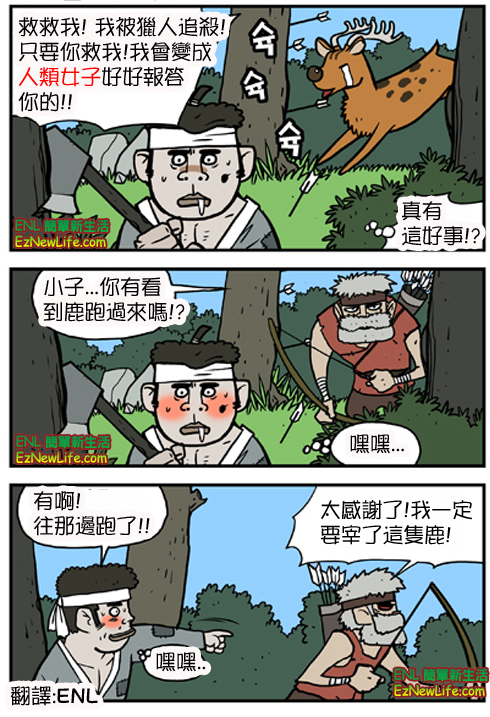 救救我! 我被獵人追殺!
只要你救我!我會變成
人類女子好好報答
你的!!
슉
슉
슉
真有
這好事!?
ENL 簡單新生活
EzNewLife.com
小子...你有看
到鹿跑過來嗎!?
嘿嘿...
ENL 簡單新生活
EzNewLife.com
有啊!
往那邊跑了!!
太感謝了!我一定
要宰了這隻鹿!
嘿嘿..
ENL 簡單新生活
EzNewLife.com
翻譯:ENL